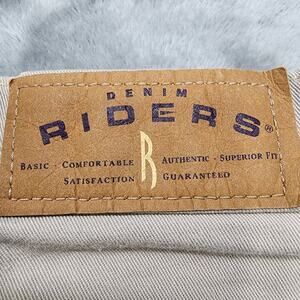 DENIM
RIDERS®
BASIC · COMFORTABLE R AUTHENTIC · SUPERIOR FIT
SATISFACTION GUARANTEED